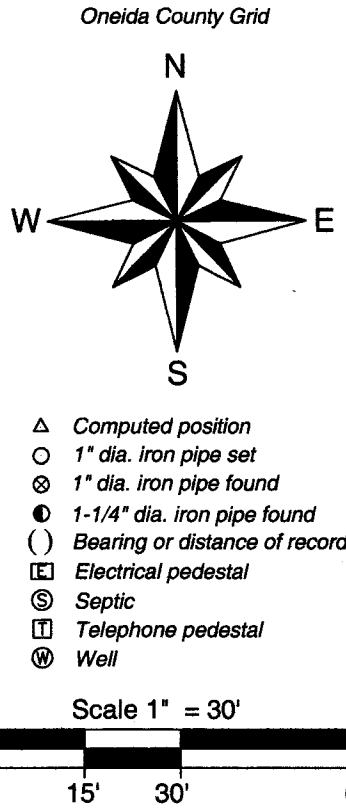 Oneida County Grid
N
W E
S
Computed position
1" dia. iron pipe set
1" dia. iron pipe found
1-1/4" dia. iron pipe found
( ) Bearing or distance of record
E Electrical pedestal
S Septic
T Telephone pedestal
W Well
Scale 1" = 30'
15' 30'